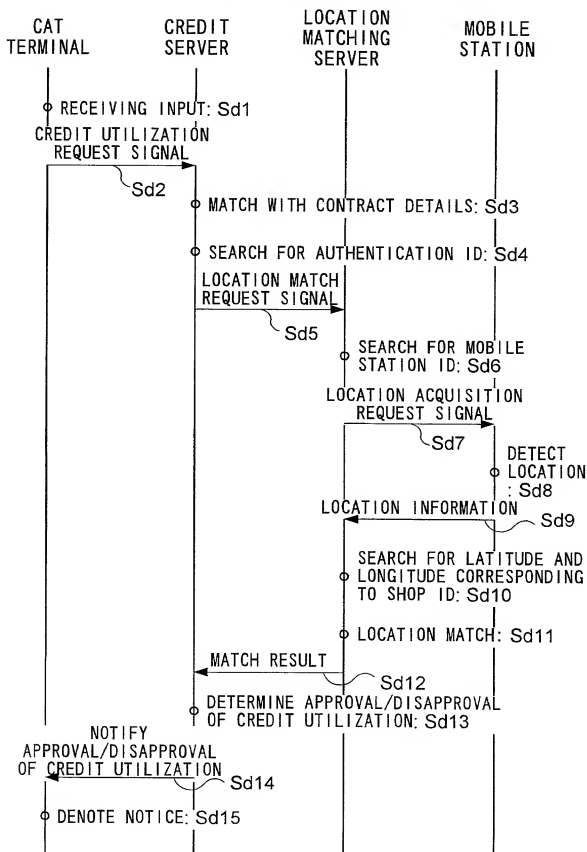 CAT
TERMINAL
CREDIT
SERVER
LOCATION
MATCHING
SERVER
MOBILE
STATION
RECEIVING INPUT: Sd1
CREDIT UTILIZATION
REQUEST SIGNAL
Sd2
MATCH WITH CONTRACT DETAILS: Sd3
SEARCH FOR AUTHENTICATION ID: Sd4
LOCATION MATCH
REQUEST SIGNAL
Sd5
SEARCH FOR MOBILE
STATION ID: Sd6
LOCATION ACQUISITION
REQUEST SIGNAL
Sd7
DETECT
LOCATION
: Sd8
LOCATION INFORMATION
Sd9
SEARCH FOR LATITUDE AND
LONGITUDE CORRESPONDING
TO SHOP ID: Sd10
LOCATION MATCH: Sd11
MATCH RESULT
Sd12
DETERMINE APPROVAL/DISAPPROVAL
OF CREDIT UTILIZATION: Sd13
NOTIFY
APPROVAL/DISAPPROVAL
OF CREDIT UTILIZATION
Sd14
DENOTE NOTICE: Sd15